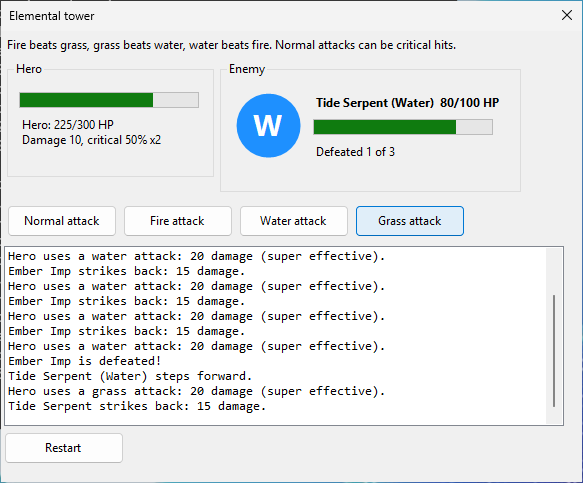 Elemental tower
Fire beats grass, grass beats water, water beats fire. Normal attacks can be critical hits.
Hero
Hero: 225/300 HP
Damage 10, critical 50% x2
Enemy
W
Tide Serpent (Water) 80/100 HP
Defeated 1 of 3
Normal attack
Fire attack
Water attack
Grass attack
Hero uses a water attack: 20 damage (super effective).
Ember Imp strikes back: 15 damage.
Hero uses a water attack: 20 damage (super effective).
Ember Imp strikes back: 15 damage.
Hero uses a water attack: 20 damage (super effective).
Ember Imp strikes back: 15 damage.
Hero uses a water attack: 20 damage (super effective).
Ember Imp is defeated!
Tide Serpent (Water) steps forward.
Hero uses a grass attack: 20 damage (super effective).
Tide Serpent strikes back: 15 damage.
Restart